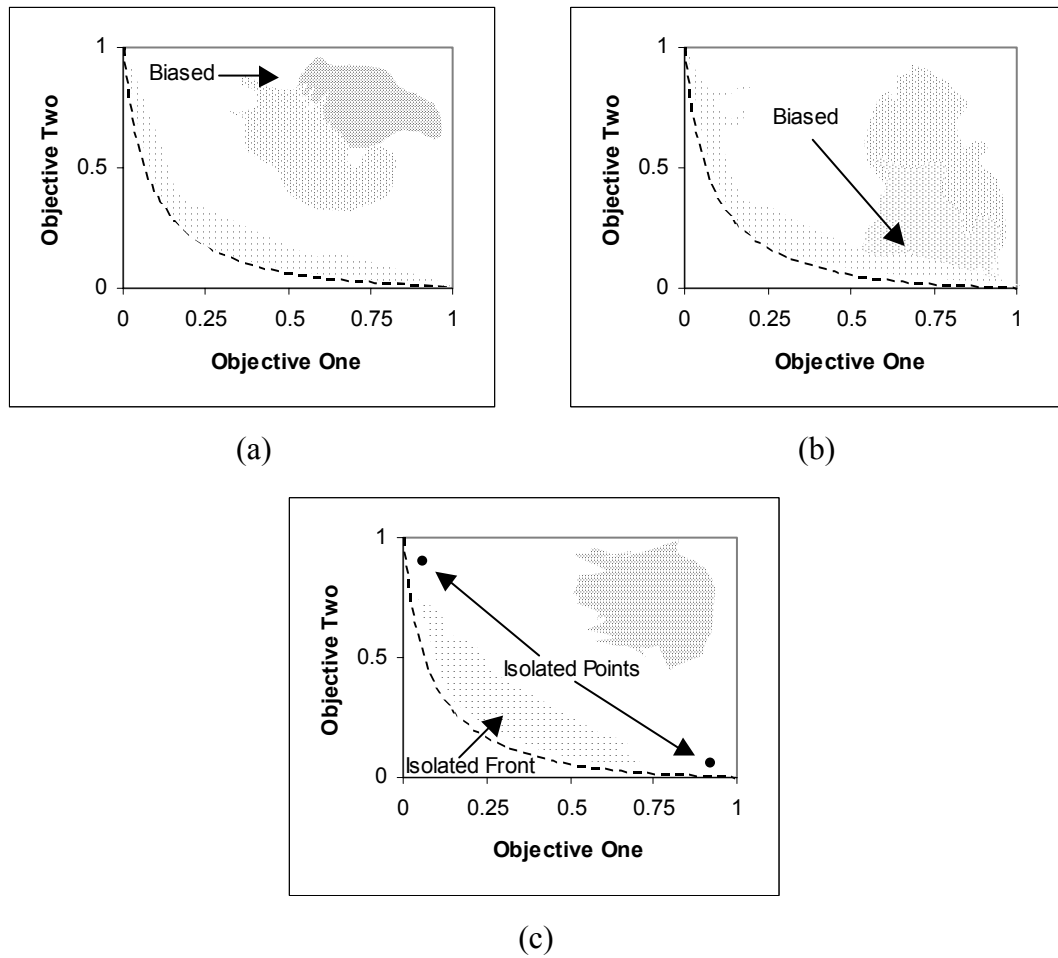 1
Biased
Objective Two
0.5
0
0 0.25 0.5 0.75 1
Objective One
(a)
1
Biased
Objective Two
0.5
0
0 0.25 0.5 0.75 1
Objective One
(b)
1
Objective Two
0.5
Isolated Points
Isolated Front
0
0 0.25 0.5 0.75 1
Objective One
(c)